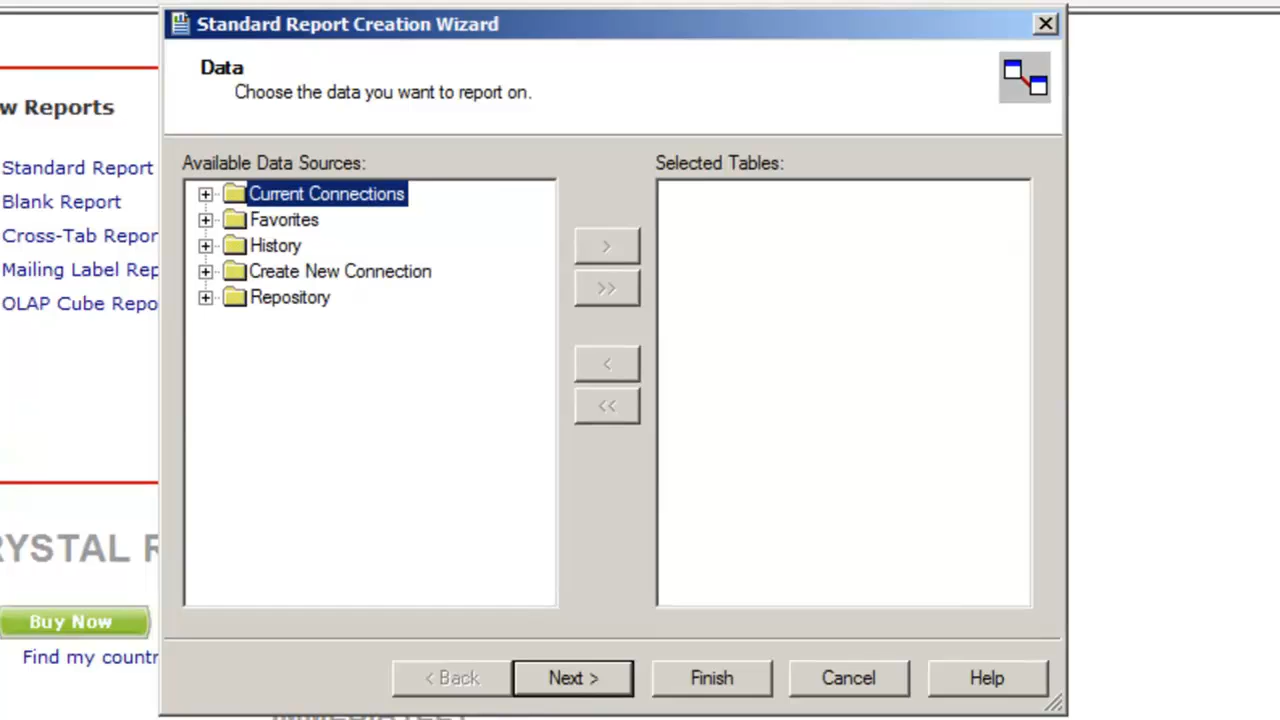 Standard Report Creation Wizard
Data
Choose the data you want to report on.
w Reports
Standard Report
Blank Report
Cross-Tab Repor
Mailing Label Rep
OLAP Cube Repo
RYSTAL R
Buy Now
Find my countr
Available Data Sources:
Current Connections
Favorites
History
Create New Connection
Repository
>
>>
<
<<
Selected Tables:
< Back
Next >
Finish
Cancel
Help